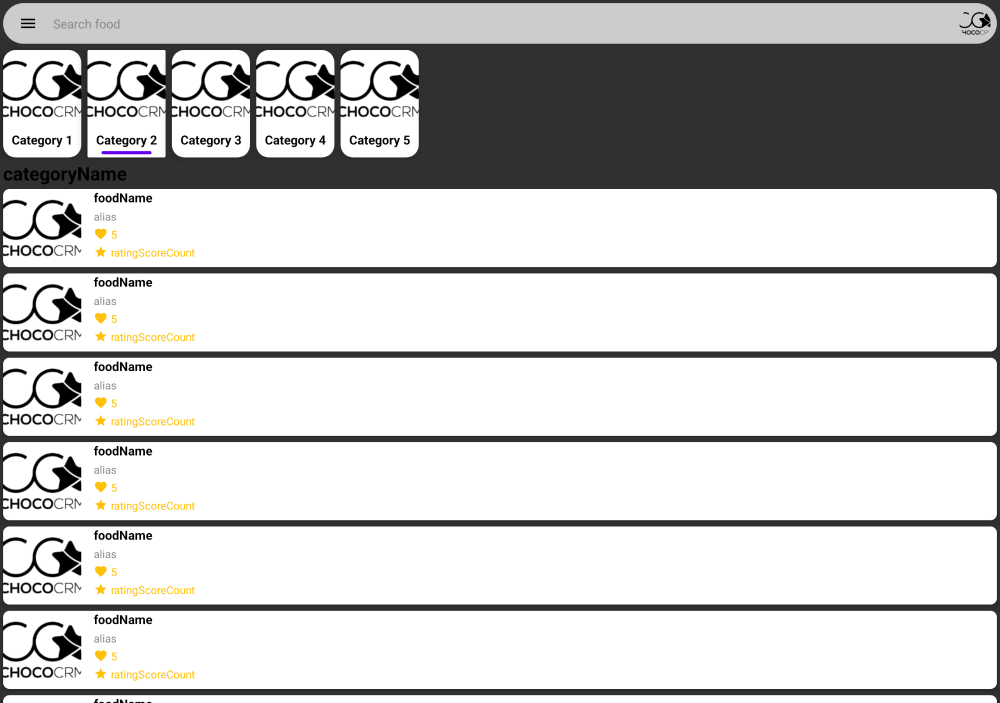 Search food
CHOCOCR
CHOCOCRM
CHOCOCRM
CHOCOCRM
CHOCOCRM
CHOCOCRM
Category 1
Category 2
Category 3
Category 4
Category 5
categoryName
CHOCOCRM
foodName
alias
5
ratingScoreCount
CHOCOCRM
foodName
alias
5
ratingScoreCount
CHOCOCRM
foodName
alias
5
ratingScoreCount
CHOCOCRM
foodName
alias
5
ratingScoreCount
CHOCOCRM
foodName
alias
5
ratingScoreCount
CHOCOCRM
foodName
alias
5
ratingScoreCount
foodName